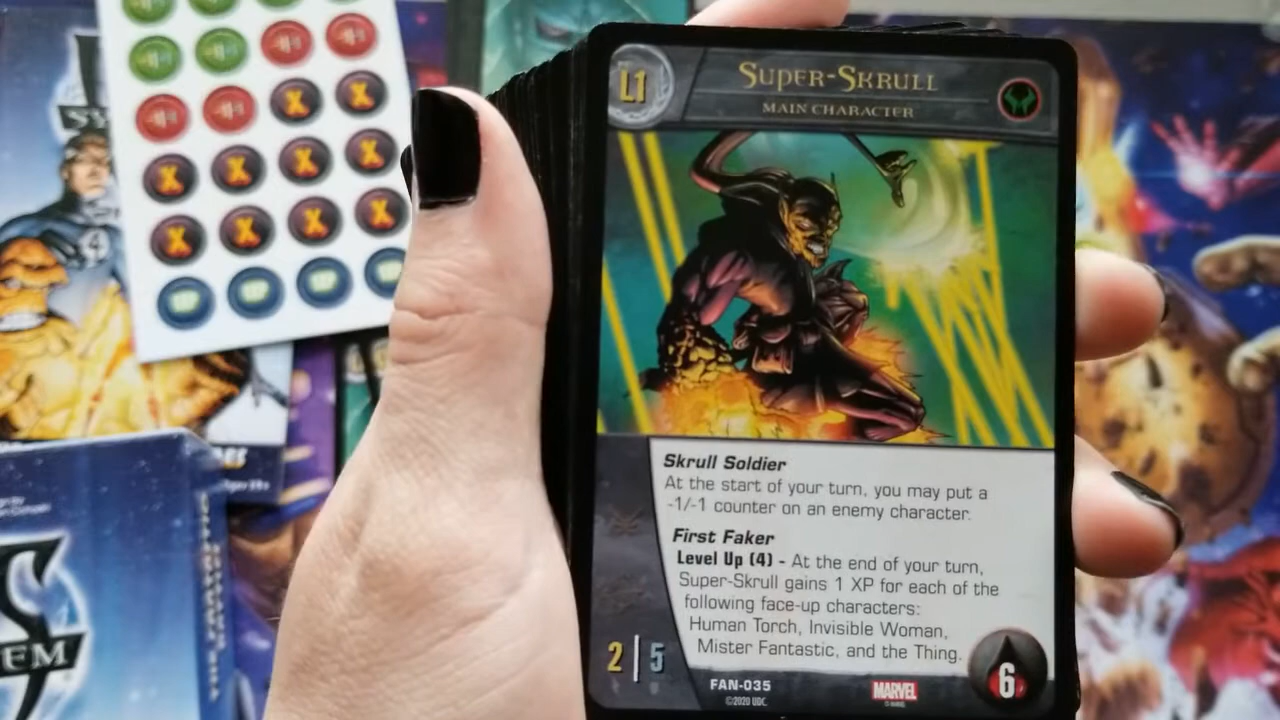 L1
SUPER-SKRULL
MAIN CHARACTER
Skrull Soldier
At the start of your turn, you may put a
-1/-1 counter on an enemy character.
First Faker
Level Up (4) - At the end of your turn,
Super-Skrull gains 1 XP for each of the
following face-up characters:
Human Torch, Invisible Woman,
Mister Fantastic, and the Thing.
2 | 5
6
FAN-035
MARVEL
©2020 UDC.
X X
X X X X
X X X X
4